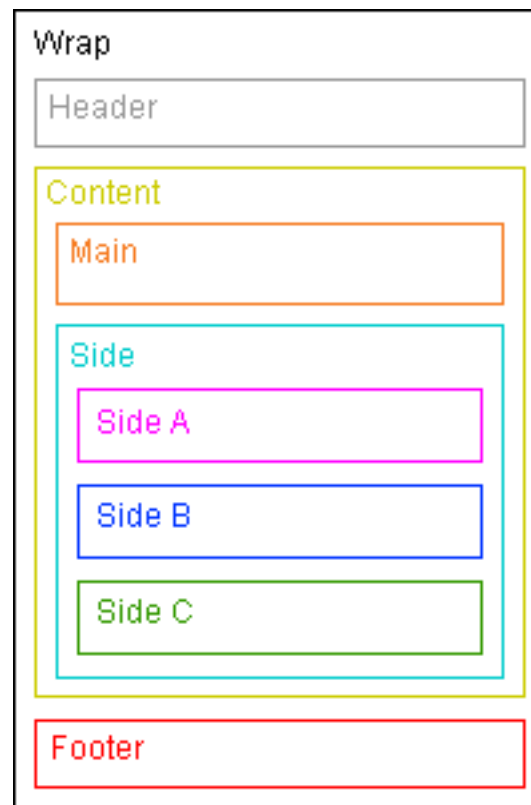 Wrap
Header
Content
Main
Side
Side A
Side B
Side C
Footer